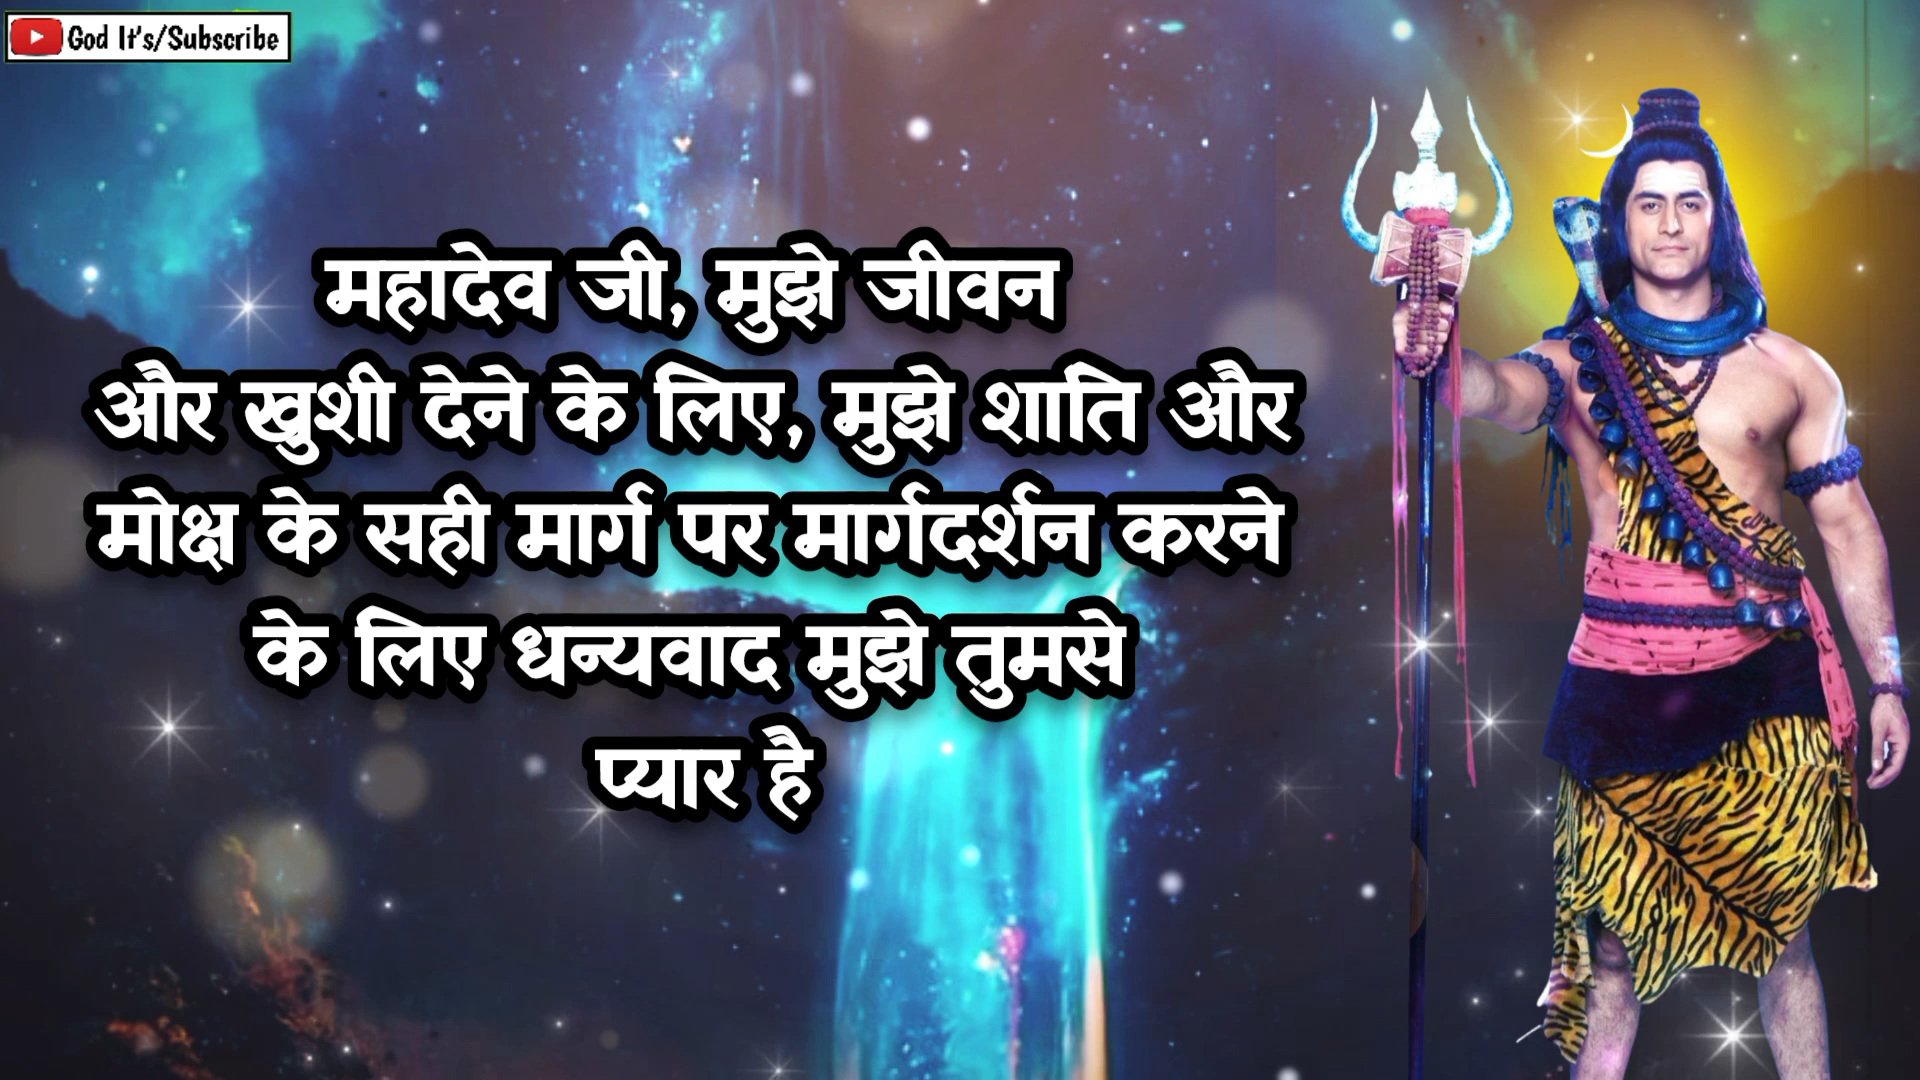 God It's/Subscribe
महादेव जी, मुझे जीवन
और खुशी देने के लिए, मुझे शाति और
मोक्ष के सही मार्ग पर मार्गदर्शन करने
के लिए धन्यवाद मुझे तुमसे
प्यार है